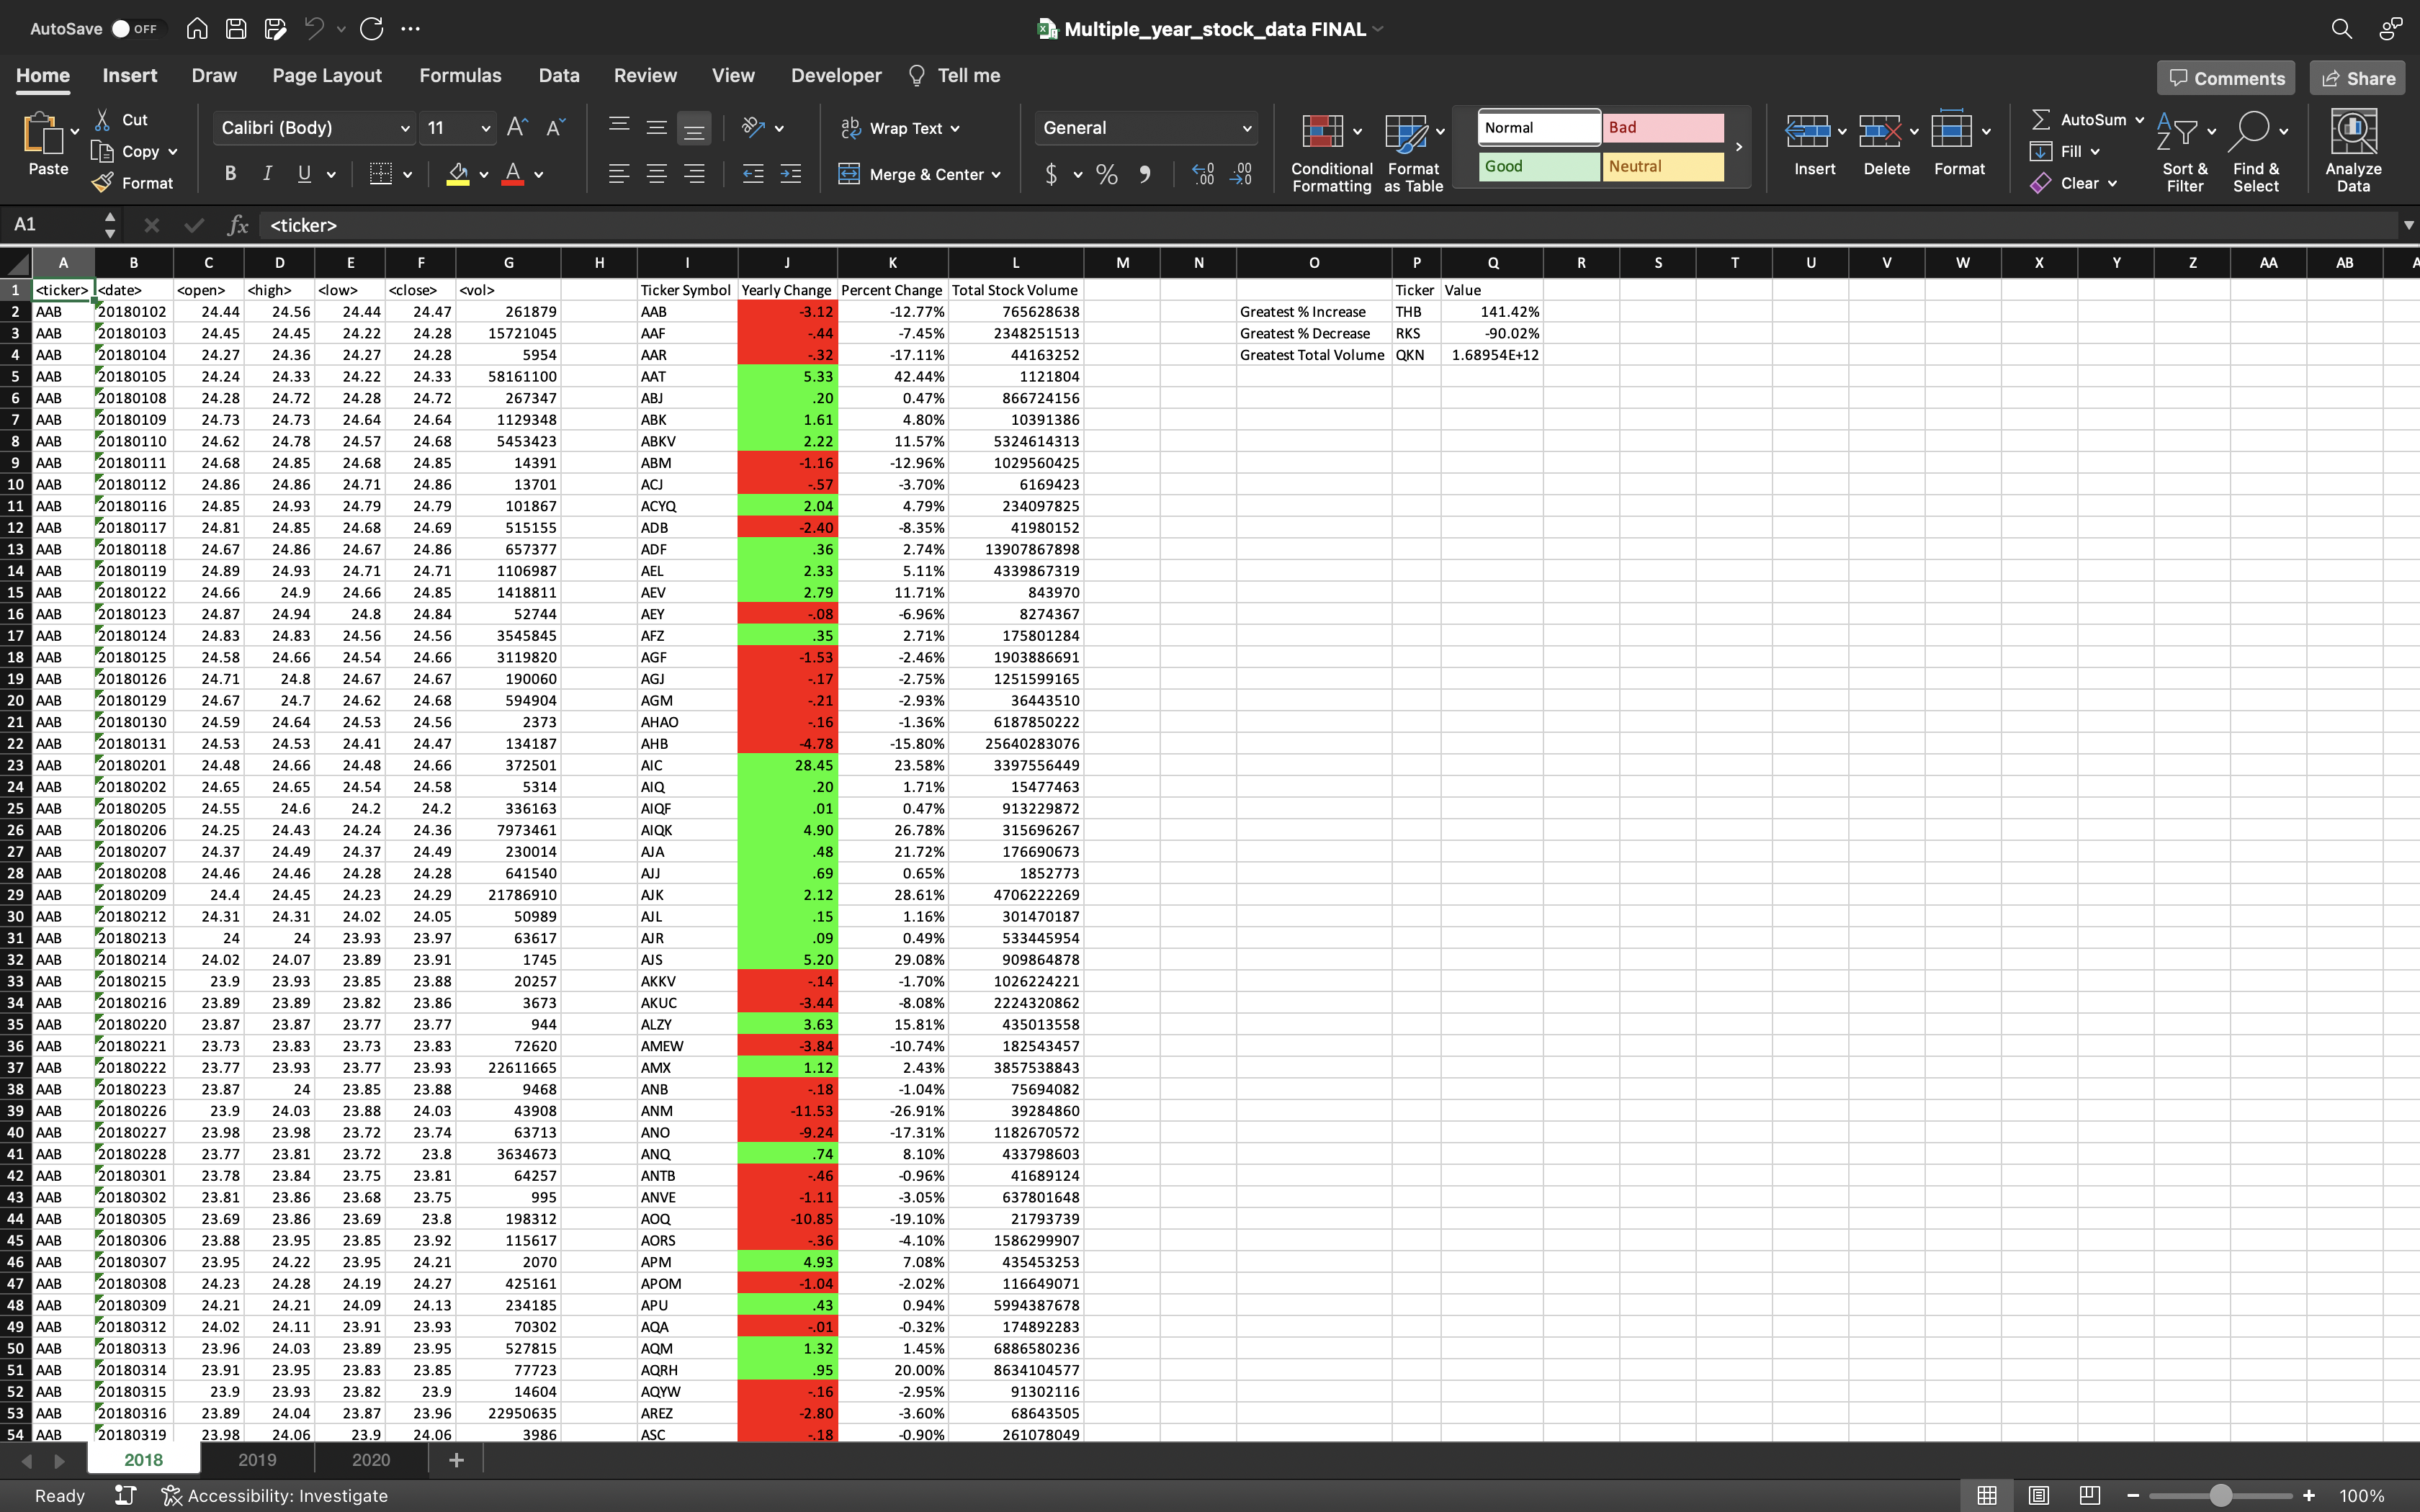 AutoSave OFF Multiple_year_stock_data FINAL
Home Insert Draw Page Layout Formulas Data Review View Developer Tell me Comments Share
Paste Cut Copy Format
Calibri (Body) 11 A^ A˅
B I U A
ab c Wrap Text
Merge & Center
General
$ % 9
Conditional Formatting Format as Table
Normal Bad
Good Neutral
Insert Delete Format
AutoSum Fill Clear
Sort & Filter Find & Select Analyze Data
A1 fx <ticker>
A B C D E F G H I J K L M N O P Q R S T U V W X Y Z AA AB A
1 <ticker> <date> <open> <high> <low> <close> <vol> Ticker Symbol Yearly Change Percent Change Total Stock Volume Ticker Value
2 AAB 20180102 24.44 24.56 24.44 24.47 261879 AAB -3.12 -12.77% 765628638 Greatest % Increase THB 141.42%
3 AAB 20180103 24.45 24.45 24.22 24.28 15721045 AAF -.44 -7.45% 2348251513 Greatest % Decrease RKS -90.02%
4 AAB 20180104 24.27 24.36 24.27 24.28 5954 AAR -.32 -17.11% 44163252 Greatest Total Volume QKN 1.68954E+12
5 AAB 20180105 24.24 24.33 24.22 24.33 58161100 AAT 5.33 42.44% 1121804
6 AAB 20180108 24.28 24.72 24.28 24.72 267347 ABJ .20 0.47% 866724156
7 AAB 20180109 24.73 24.73 24.64 24.64 1129348 ABK 1.61 4.80% 10391386
8 AAB 20180110 24.62 24.78 24.57 24.68 5453423 ABKV 2.22 11.57% 5324614313
9 AAB 20180111 24.68 24.85 24.68 24.85 14391 ABM -1.16 -12.96% 1029560425
10 AAB 20180112 24.86 24.86 24.71 24.86 13701 ACJ -.57 -3.70% 6169423
11 AAB 20180116 24.85 24.93 24.79 24.79 101867 ACYQ 2.04 4.79% 234097825
12 AAB 20180117 24.81 24.85 24.68 24.69 515155 ADB -2.40 -8.35% 41980152
13 AAB 20180118 24.67 24.86 24.67 24.86 657377 ADF .36 2.74% 13907867898
14 AAB 20180119 24.89 24.93 24.71 24.71 1106987 AEL 2.33 5.11% 4339867319
15 AAB 20180122 24.66 24.9 24.66 24.85 1418811 AEV 2.79 11.71% 843970
16 AAB 20180123 24.87 24.94 24.8 24.84 52744 AEY -.08 -6.96% 8274367
17 AAB 20180124 24.83 24.83 24.56 24.56 3545845 AFZ .35 2.71% 175801284
18 AAB 20180125 24.58 24.66 24.54 24.66 3119820 AGF -1.53 -2.46% 1903886691
19 AAB 20180126 24.71 24.8 24.67 24.67 190060 AGJ -.17 -2.75% 1251599165
20 AAB 20180129 24.67 24.7 24.62 24.68 594904 AGM -.21 -2.93% 36443510
21 AAB 20180130 24.59 24.64 24.53 24.56 2373 AHAO -.16 -1.36% 6187850222
22 AAB 20180131 24.53 24.53 24.41 24.47 134187 AHB -4.78 -15.80% 25640283076
23 AAB 20180201 24.48 24.66 24.48 24.66 372501 AIC 28.45 23.58% 3397556449
24 AAB 20180202 24.65 24.65 24.54 24.58 5314 AIQ .20 1.71% 15477463
25 AAB 20180205 24.55 24.6 24.2 24.2 336163 AIQF .01 0.47% 913229872
26 AAB 20180206 24.25 24.43 24.24 24.36 7973461 AIQK 4.90 26.78% 315696267
27 AAB 20180207 24.37 24.49 24.37 24.49 230014 AJA .48 21.72% 176690673
28 AAB 20180208 24.46 24.46 24.28 24.28 641540 AJJ .69 0.65% 1852773
29 AAB 20180209 24.4 24.45 24.23 24.29 21786910 AJK 2.12 28.61% 4706222269
30 AAB 20180212 24.31 24.31 24.02 24.05 50989 AJL .15 1.16% 301470187
31 AAB 20180213 24 24 23.93 23.97 63617 AJR .09 0.49% 533445954
32 AAB 20180214 24.02 24.07 23.89 23.91 1745 AJS 5.20 29.08% 909864878
33 AAB 20180215 23.9 23.93 23.85 23.88 20257 AKKV -.14 -1.70% 1026224221
34 AAB 20180216 23.89 23.89 23.82 23.86 3673 AKUC -3.44 -8.08% 2224320862
35 AAB 20180220 23.87 23.87 23.77 23.77 944 ALZY 3.63 15.81% 435013558
36 AAB 20180221 23.73 23.83 23.73 23.83 72620 AMEW -3.84 -10.74% 182543457
37 AAB 20180222 23.77 23.93 23.77 23.93 22611665 AMX 1.12 2.43% 3857538843
38 AAB 20180223 23.87 24 23.85 23.88 9468 ANB -.18 -1.04% 75694082
39 AAB 20180226 23.9 24.03 23.88 24.03 43908 ANM -11.53 -26.91% 39284860
40 AAB 20180227 23.98 23.98 23.72 23.74 63713 ANO -9.24 -17.31% 1182670572
41 AAB 20180228 23.77 23.81 23.72 23.8 3634673 ANQ .74 8.10% 433798603
42 AAB 20180301 23.78 23.84 23.75 23.81 64257 ANTB -.46 -0.96% 41689124
43 AAB 20180302 23.81 23.86 23.68 23.75 995 ANVE -1.11 -3.05% 637801648
44 AAB 20180305 23.69 23.86 23.69 23.8 198312 AOQ -10.85 -19.10% 21793739
45 AAB 20180306 23.88 23.95 23.85 23.92 115617 AORS -.36 -4.10% 1586299907
46 AAB 20180307 23.95 24.22 23.95 24.21 2070 APM 4.93 7.08% 435453253
47 AAB 20180308 24.23 24.28 24.19 24.27 425161 APOM -1.04 -2.02% 116649071
48 AAB 20180309 24.21 24.21 24.09 24.13 234185 APU .43 0.94% 5994387678
49 AAB 20180312 24.02 24.11 23.91 23.93 70302 AQA -.01 -0.32% 174892283
50 AAB 20180313 23.96 24.03 23.89 23.95 527815 AQM 1.32 1.45% 6886580236
51 AAB 20180314 23.91 23.95 23.83 23.85 77723 AQRH .95 20.00% 8634104577
52 AAB 20180315 23.9 23.93 23.82 23.9 14604 AQYW -.16 -2.95% 91302116
53 AAB 20180316 23.89 24.04 23.87 23.96 22950635 AREZ -2.80 -3.60% 68643505
54 AAB 20180319 23.98 24.06 23.9 24.06 3986 ASC -.18 -0.90% 261078049
2018 2019 2020 +
Ready Accessibility: Investigate 100%